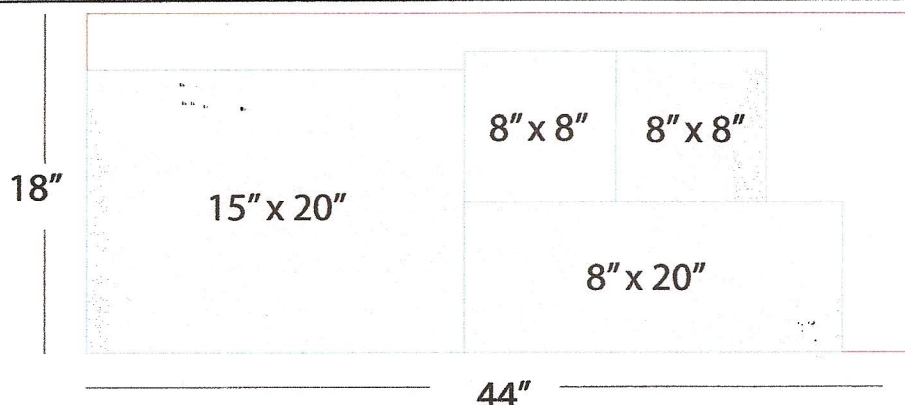 8” x 8”
8” x 8”
18”
15” x 20”
8” x 20”
44”